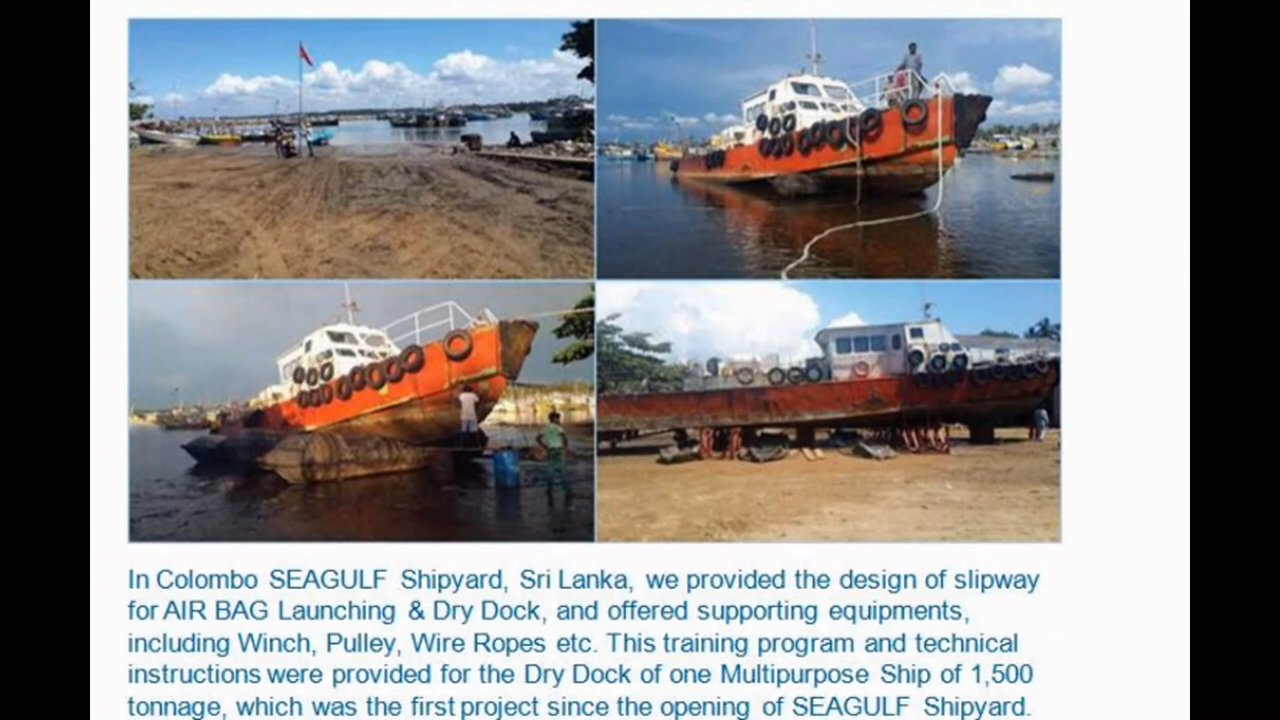 In Colombo SEAGULF Shipyard, Sri Lanka, we provided the design of slipway
for AIR BAG Launching & Dry Dock, and offered supporting equipments,
including Winch, Pulley, Wire Ropes etc. This training program and technical
instructions were provided for the Dry Dock of one Multipurpose Ship of 1,500
tonnage, which was the first project since the opening of SEAGULF Shipyard.